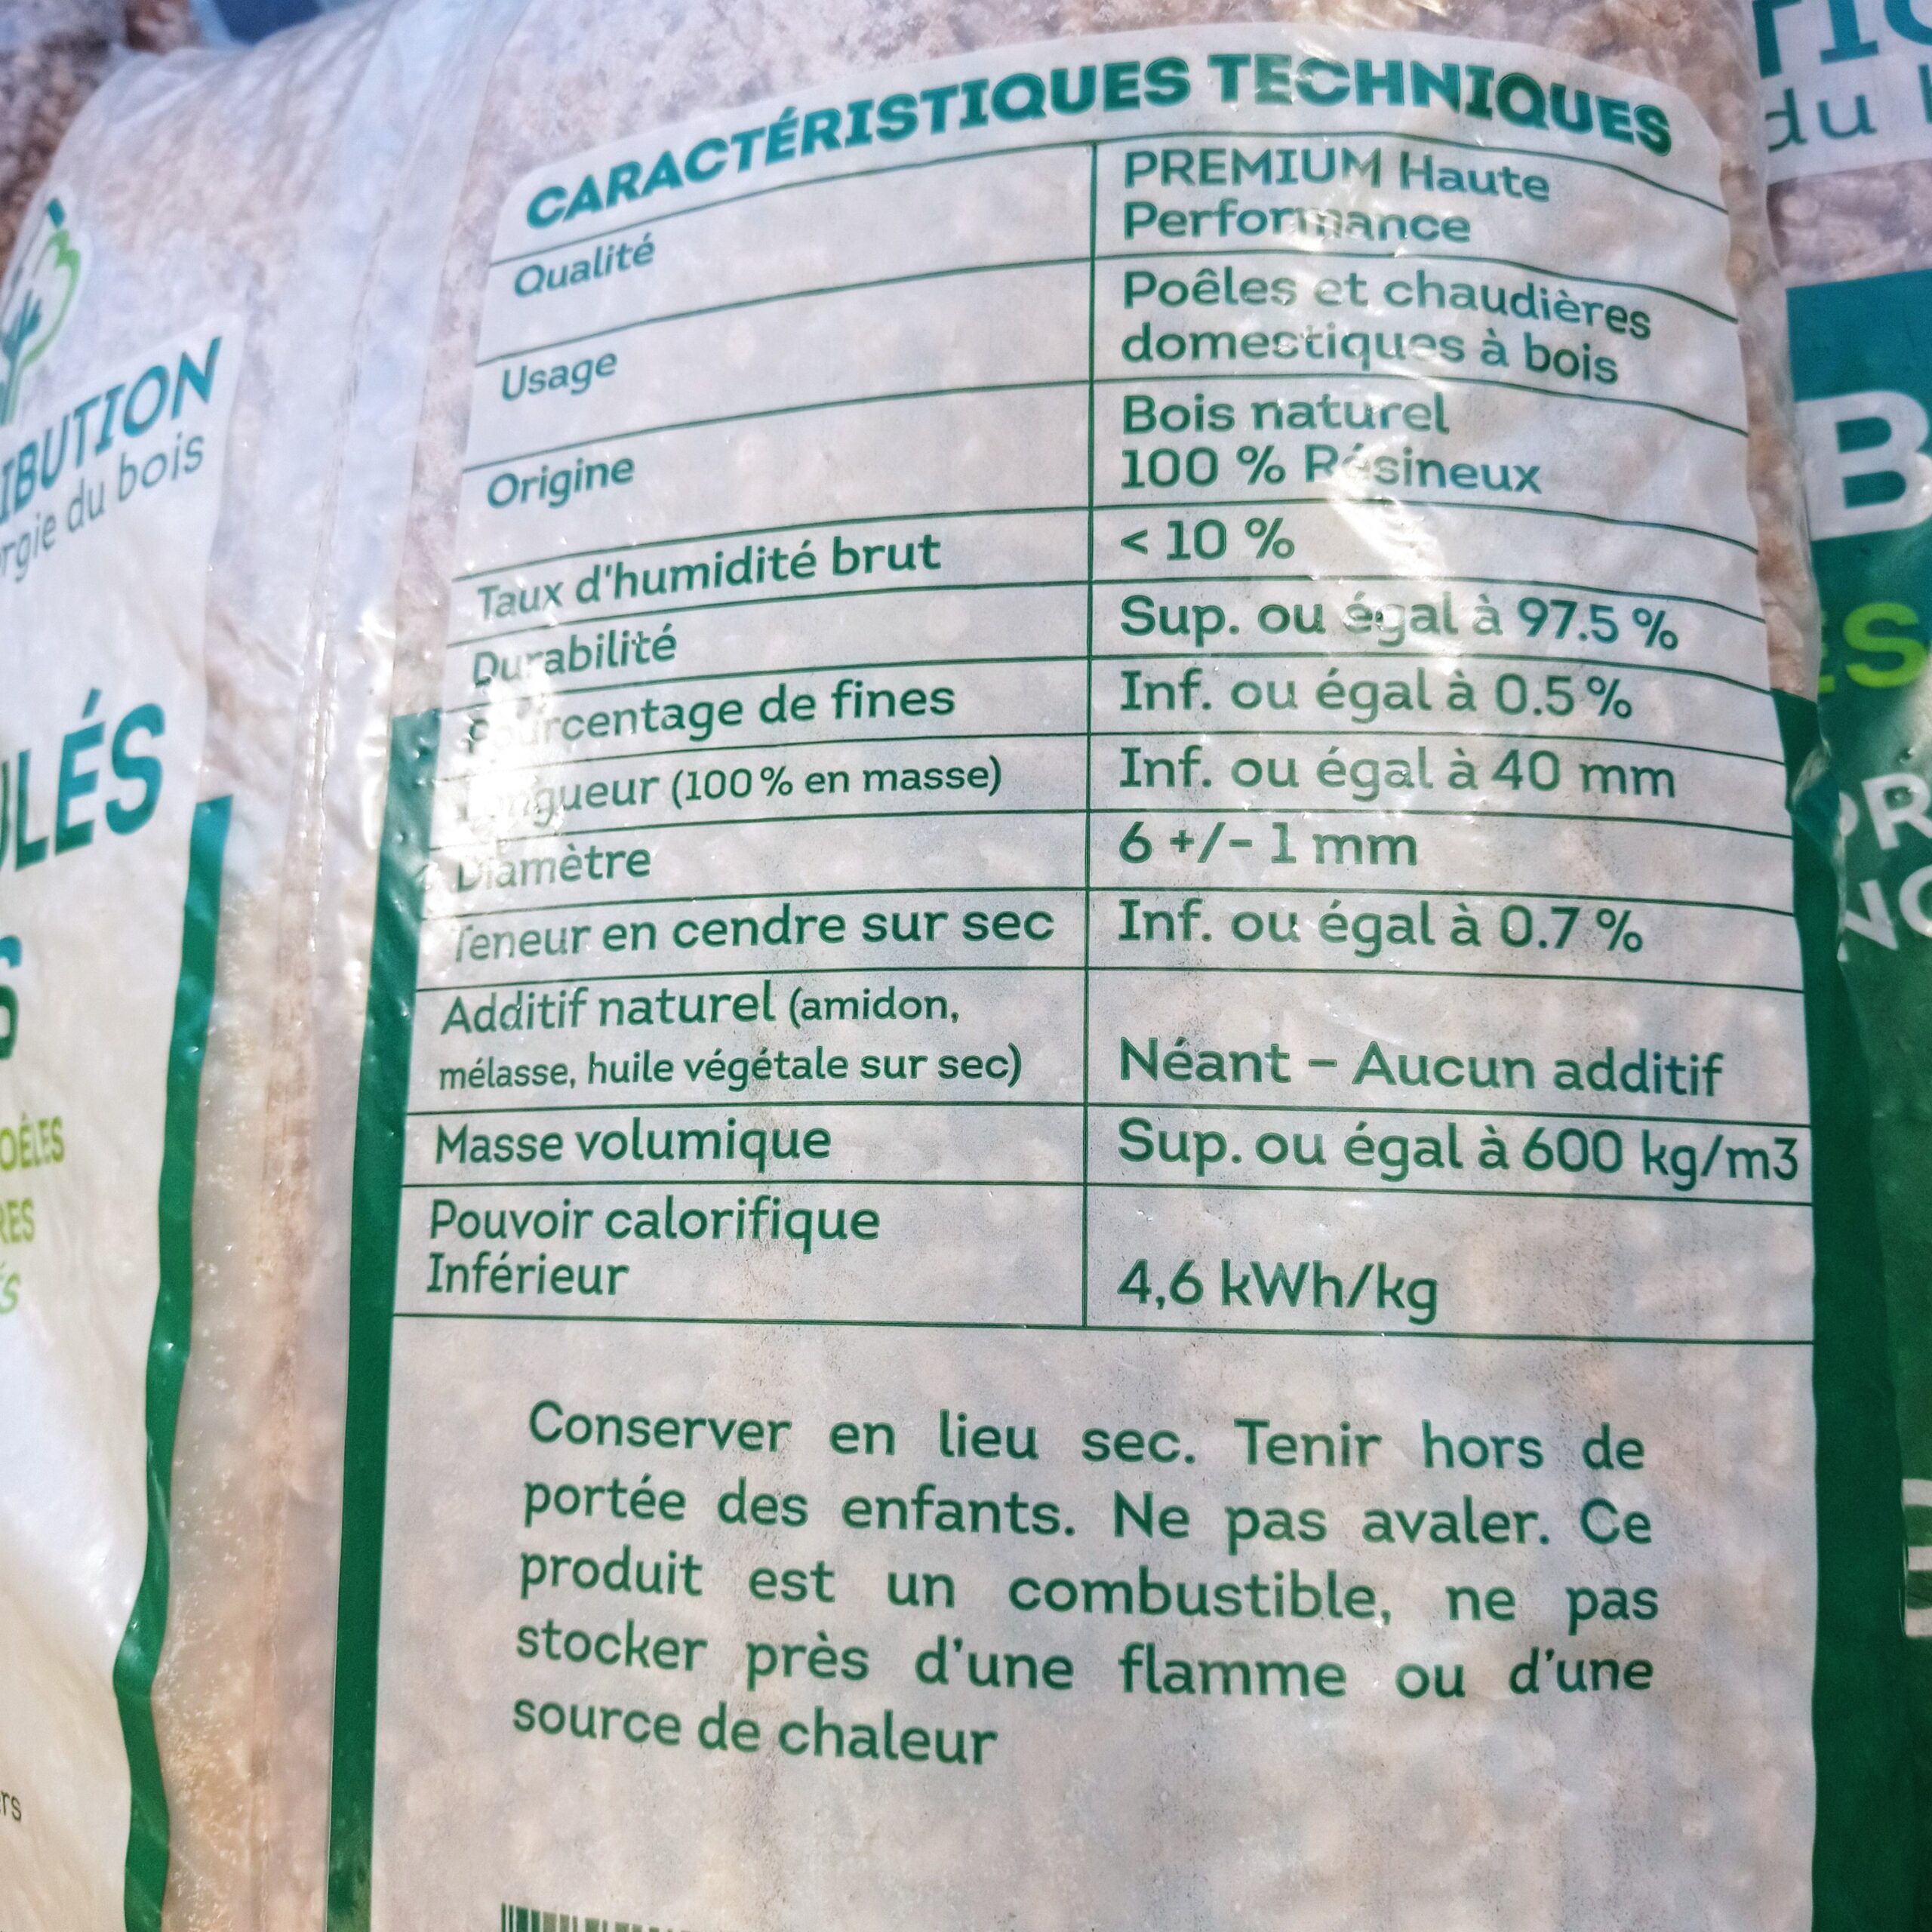 CARACTÉRISTIQUES TECHNIQUES
Qualité
PREMIUM Haute
Performance
Usage
Poêles et chaudières
domestiques à bois
Origine
Bois naturel
100 % Résineux
Taux d'humidité brut
< 10 %
Durabilité
Sup. ou égal à 97.5 %
Pourcentage de fines
Inf. ou égal à 0.5 %
Longueur (100 % en masse)
Inf. ou égal à 40 mm
Diamètre
6 +/- 1 mm
Teneur en cendre sur sec
Inf. ou égal à 0.7 %
Additif naturel (amidon,
mélasse, huile végétale sur sec)
Néant – Aucun additif
Masse volumique
Sup. ou égal à 600 kg/m3
Pouvoir calorifique
Inférieur
4,6 kWh/kg
Conserver en lieu sec. Tenir hors de
portée des enfants. Ne pas avaler. Ce
produit est un combustible, ne pas
stocker près d'une flamme ou d'une
source de chaleur
du bois
du